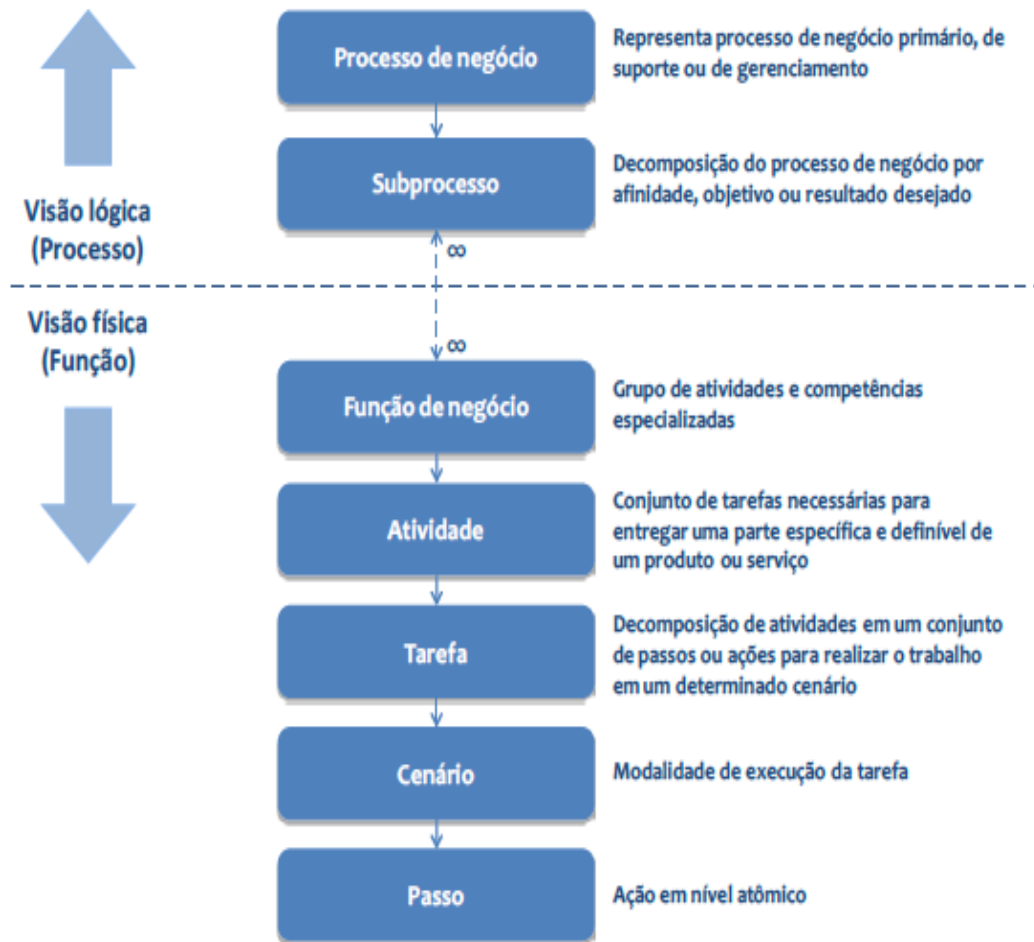 Processo de negócio
Representa processo de negócio primário, de
suporte ou de gerenciamento
Subprocesso
Decomposição do processo de negócio por
afinidade, objetivo ou resultado desejado
Visão lógica
(Processo)
∞
Visão física
(Função)
∞
Função de negócio
Grupo de atividades e competências
especializadas
Atividade
Conjunto de tarefas necessárias para
entregar uma parte específica e definível de
um produto ou serviço
Tarefa
Decomposição de atividades em um conjunto
de passos ou ações para realizar o trabalho
em um determinado cenário
Cenário
Modalidade de execução da tarefa
Passo
Ação em nível atômico